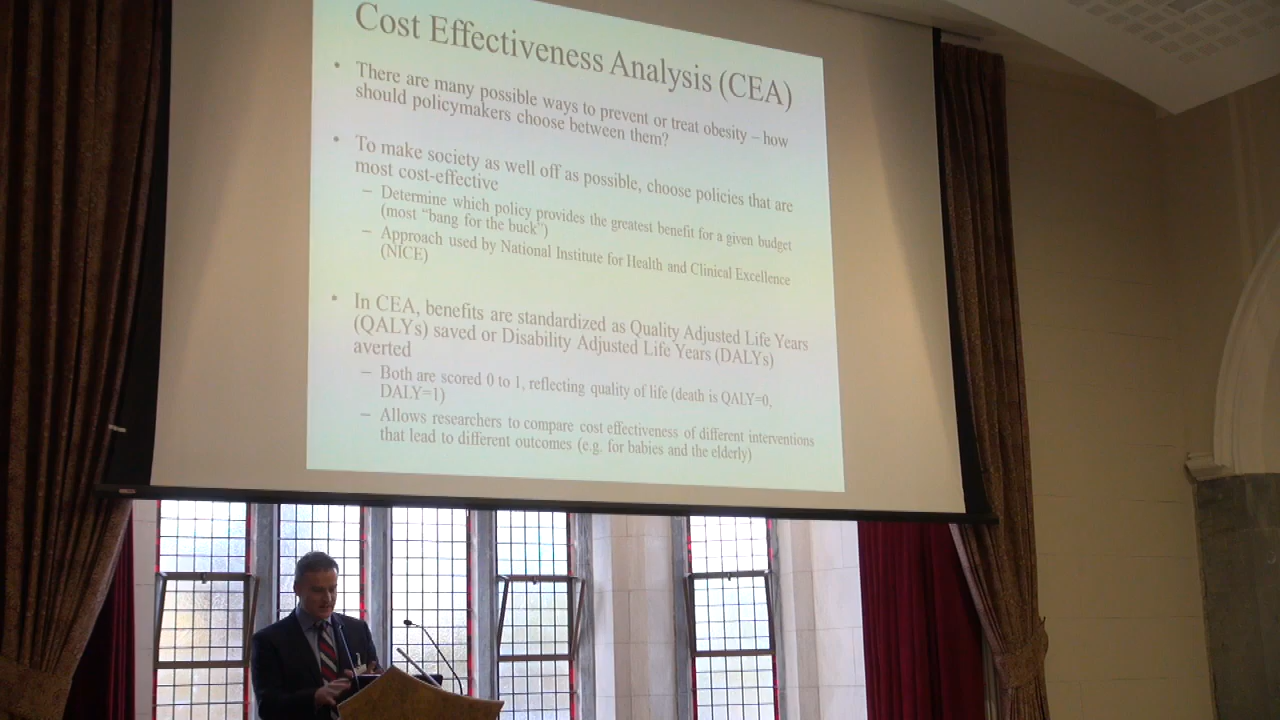 Cost Effectiveness Analysis (CEA)
• There are many possible ways to prevent or treat obesity – how
should policymakers choose between them?
• To make society as well off as possible, choose policies that are
most cost-effective
– Determine which policy provides the greatest benefit for a given budget
(most “bang for the buck”)
– Approach used by National Institute for Health and Clinical Excellence
(NICE)
• In CEA, benefits are standardized as Quality Adjusted Life Years
(QALYs) saved or Disability Adjusted Life Years (DALYs)
averted
– Both are scored 0 to 1, reflecting quality of life (death is QALY=0,
DALY=1)
– Allows researchers to compare cost effectiveness of different interventions
that lead to different outcomes (e.g. for babies and the elderly)